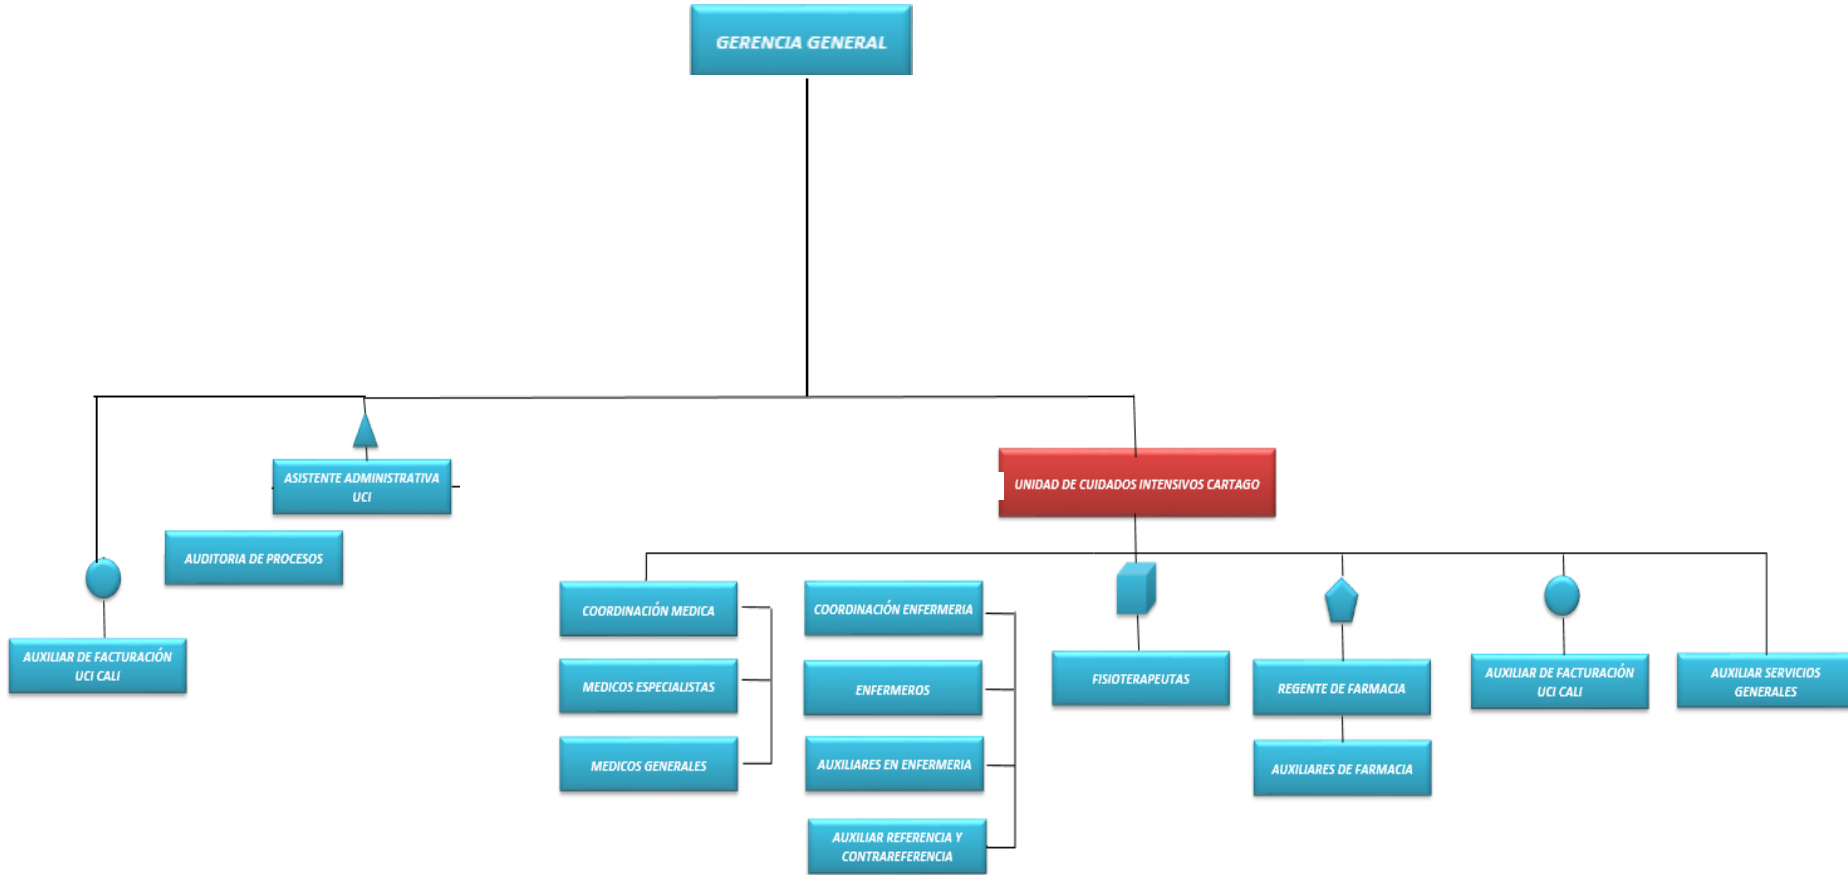 GERENCIA GENERAL
ASISTENTE ADMINISTRATIVA
UCI
UNIDAD DE CUIDADOS INTENSIVOS CARTAGO
AUDITORIA DE PROCESOS
AUXILIAR DE FACTURACIÓN
UCI CALI
COORDINACIÓN MEDICA
MEDICOS ESPECIALISTAS
MEDICOS GENERALES
COORDINACIÓN ENFERMERIA
ENFERMEROS
AUXILIARES EN ENFERMERIA
AUXILIAR REFERENCIA Y
CONTRAREFERENCIA
FISIOTERAPEUTAS
REGENTE DE FARMACIA
AUXILIARES DE FARMACIA
AUXILIAR DE FACTURACIÓN
UCI CALI
AUXILIAR SERVICIOS
GENERALES